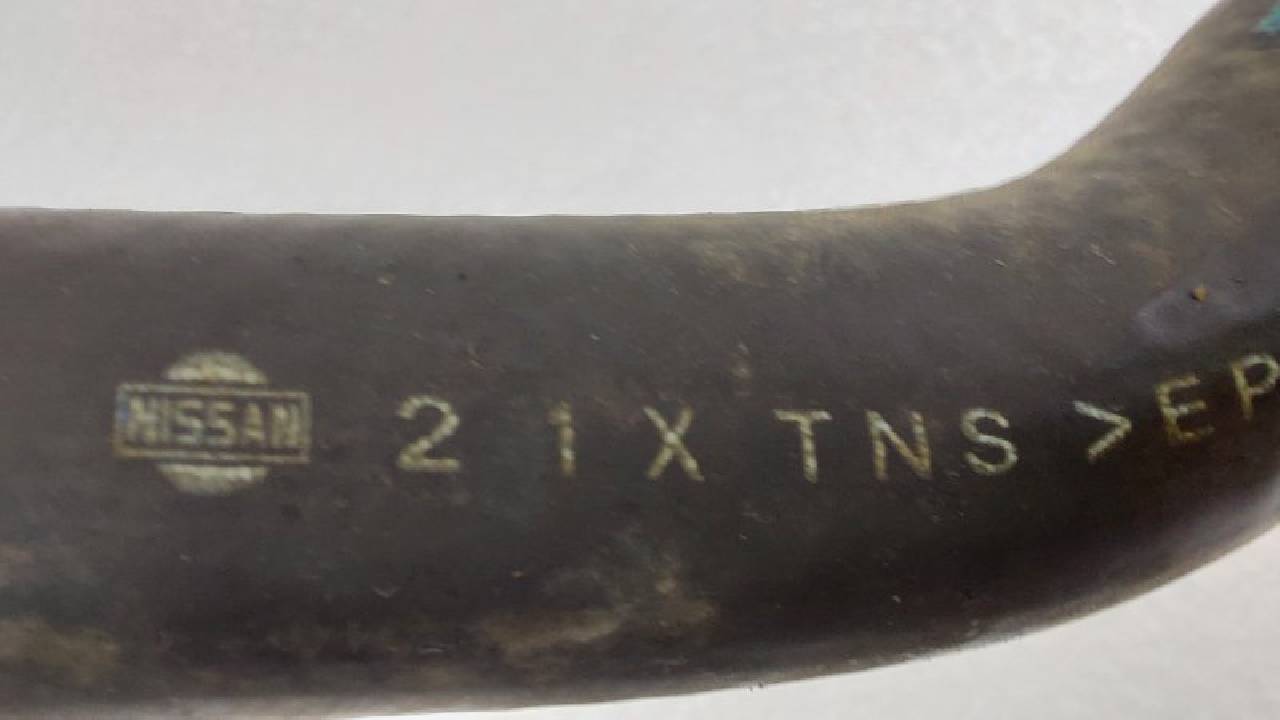 NISSAN 2 1 X TNS >EP